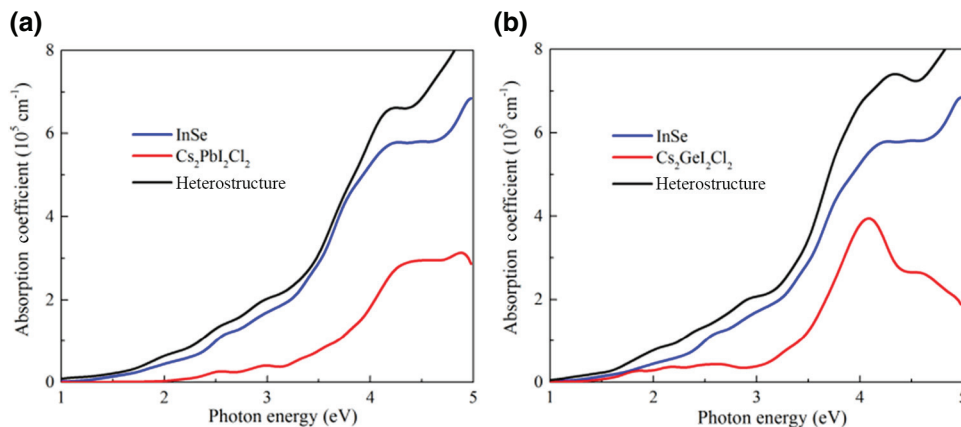 (a)
Absorption coefficient (10⁵ cm⁻¹)
8
6
4
2
0
InSe
Cs₂PbI₂Cl₂
Heterostructure
1
2
3
4
5
Photon energy (eV)
(b)
Absorption coefficient (10⁵ cm⁻¹)
8
6
4
2
0
InSe
Cs₂GeI₂Cl₂
Heterostructure
1
2
3
4
5
Photon energy (eV)